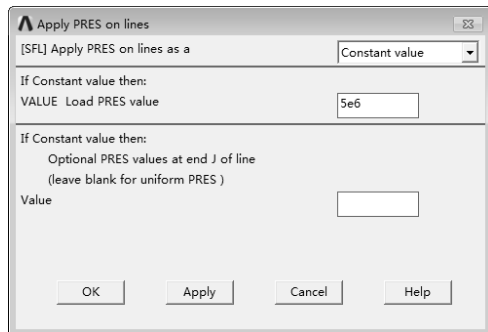 Apply PRES on lines
[SFL] Apply PRES on lines as a
Constant value
If Constant value then:
VALUE Load PRES value
5e6
If Constant value then:
Optional PRES values at end J of line
(leave blank for uniform PRES )
Value
OK Apply Cancel Help